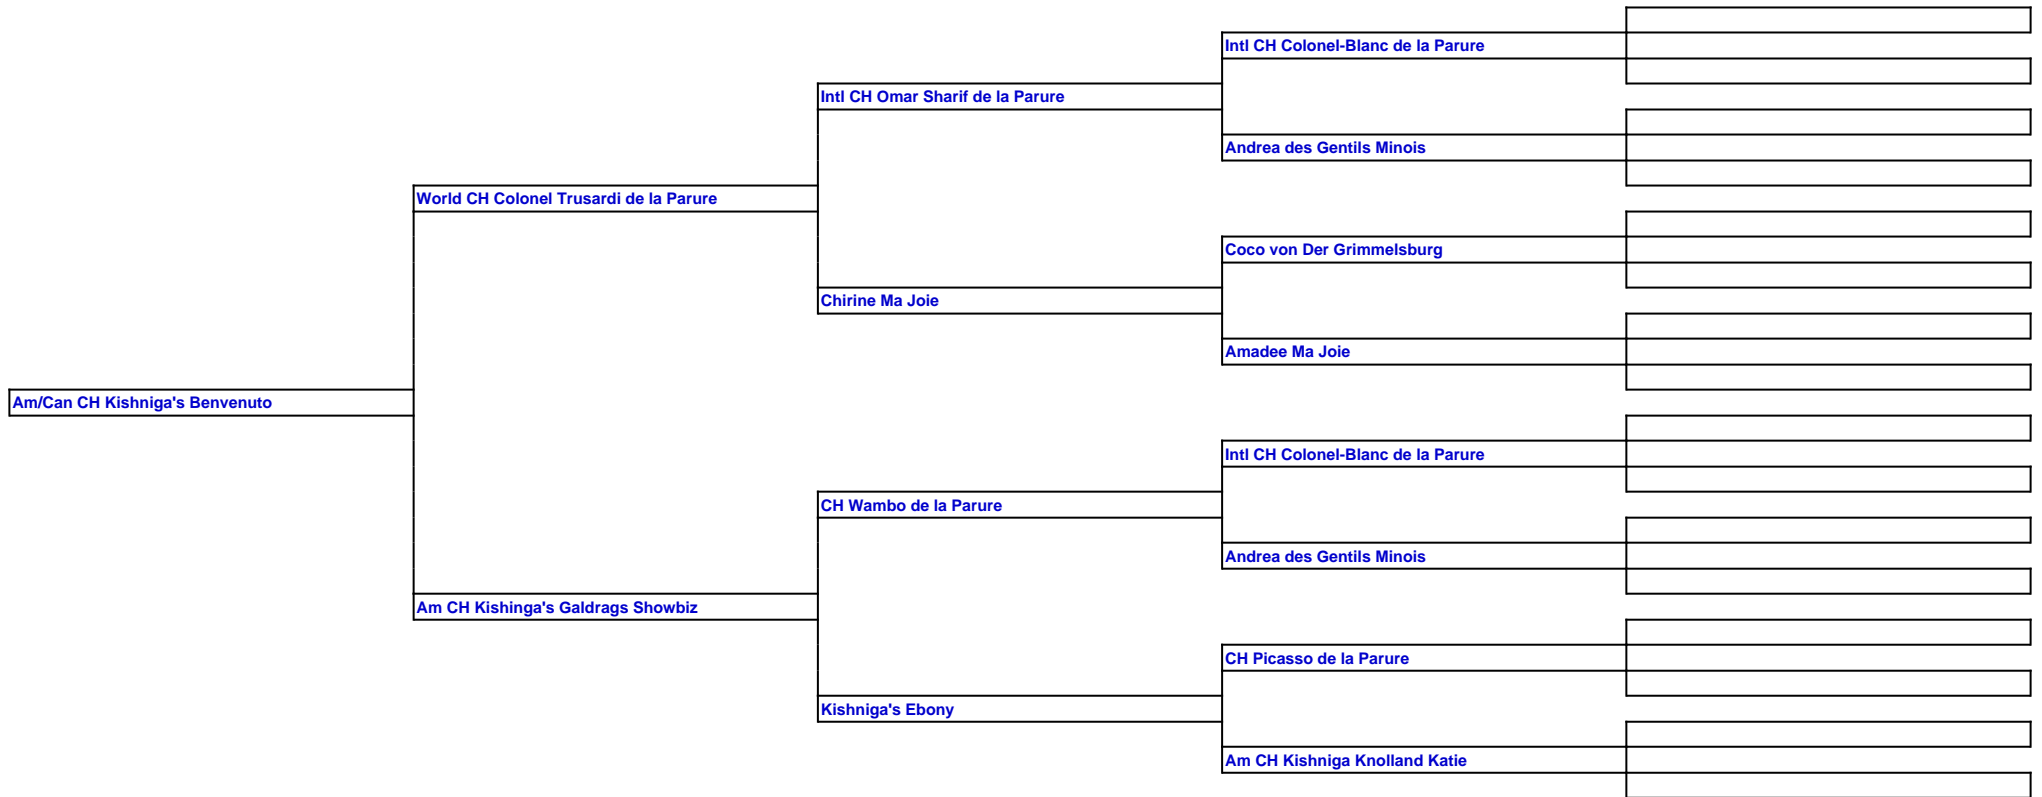 Intl CH Colonel-Blanc de la Parure
Intl CH Omar Sharif de la Parure
Andrea des Gentils Minois
World CH Colonel Trusardi de la Parure
Coco von Der Grimmelsburg
Chirine Ma Joie
Amadee Ma Joie
Am/Can CH Kishniga's Benvenuto
Intl CH Colonel-Blanc de la Parure
CH Wambo de la Parure
Andrea des Gentils Minois
Am CH Kishinga's Galdrags Showbiz
CH Picasso de la Parure
Kishniga's Ebony
Am CH Kishniga Knolland Katie